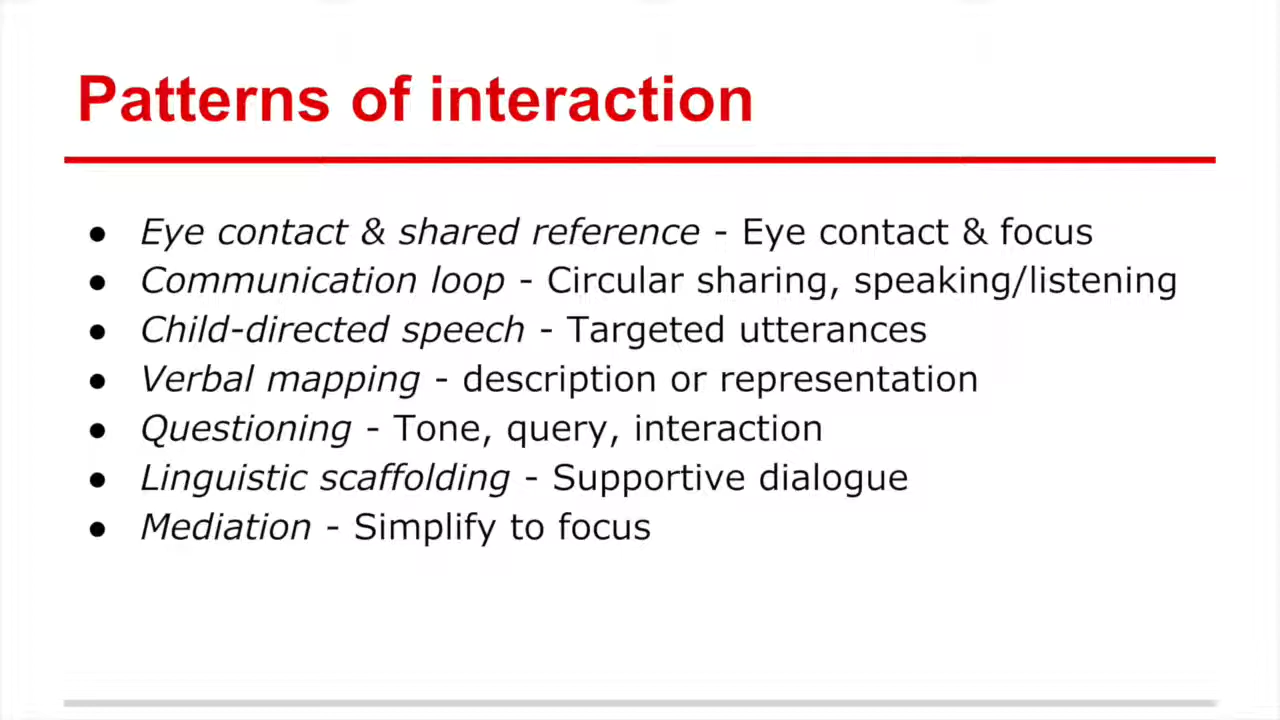 Patterns of interaction
● Eye contact & shared reference - Eye contact & focus
● Communication loop - Circular sharing, speaking/listening
● Child-directed speech - Targeted utterances
● Verbal mapping - description or representation
● Questioning - Tone, query, interaction
● Linguistic scaffolding - Supportive dialogue
● Mediation - Simplify to focus